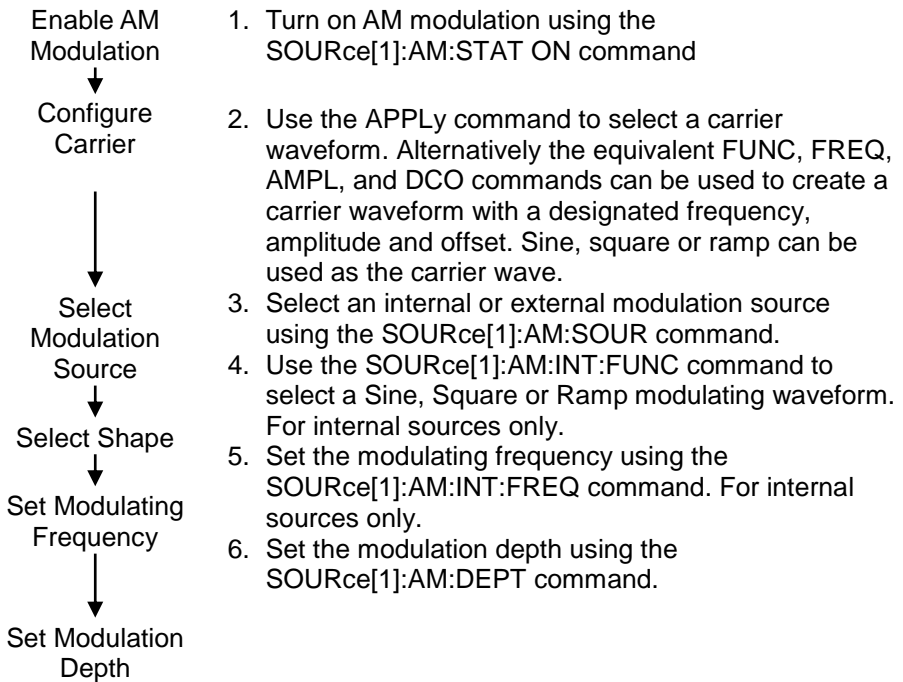 Enable AM
Modulation
1. Turn on AM modulation using the
SOURce[1]:AM:STAT ON command
Configure
Carrier
2. Use the APPLy command to select a carrier
waveform. Alternatively the equivalent FUNC, FREQ,
AMPL, and DCO commands can be used to create a
carrier waveform with a designated frequency,
amplitude and offset. Sine, square or ramp can be
used as the carrier wave.
Select
Modulation
Source
3. Select an internal or external modulation source
using the SOURce[1]:AM:SOUR command.
4. Use the SOURce[1]:AM:INT:FUNC command to
select a Sine, Square or Ramp modulating waveform.
For internal sources only.
Select Shape
5. Set the modulating frequency using the
SOURce[1]:AM:INT:FREQ command. For internal
sources only.
Set Modulating
Frequency
6. Set the modulation depth using the
SOURce[1]:AM:DEPT command.
Set Modulation
Depth